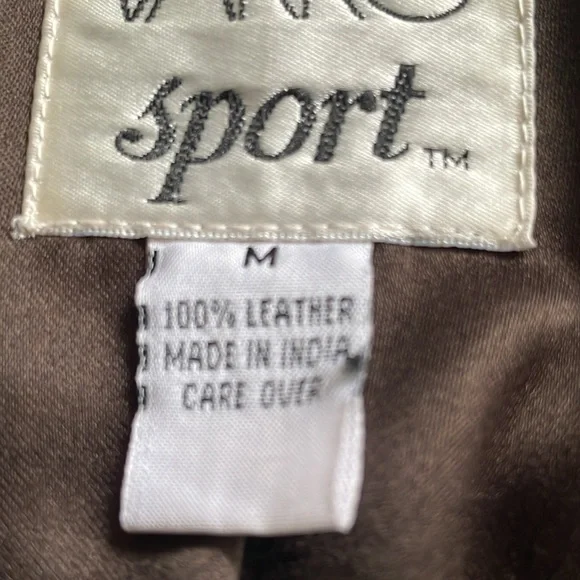 sport™
M
100% LEATHER
MADE IN INDIA
CARE OVER